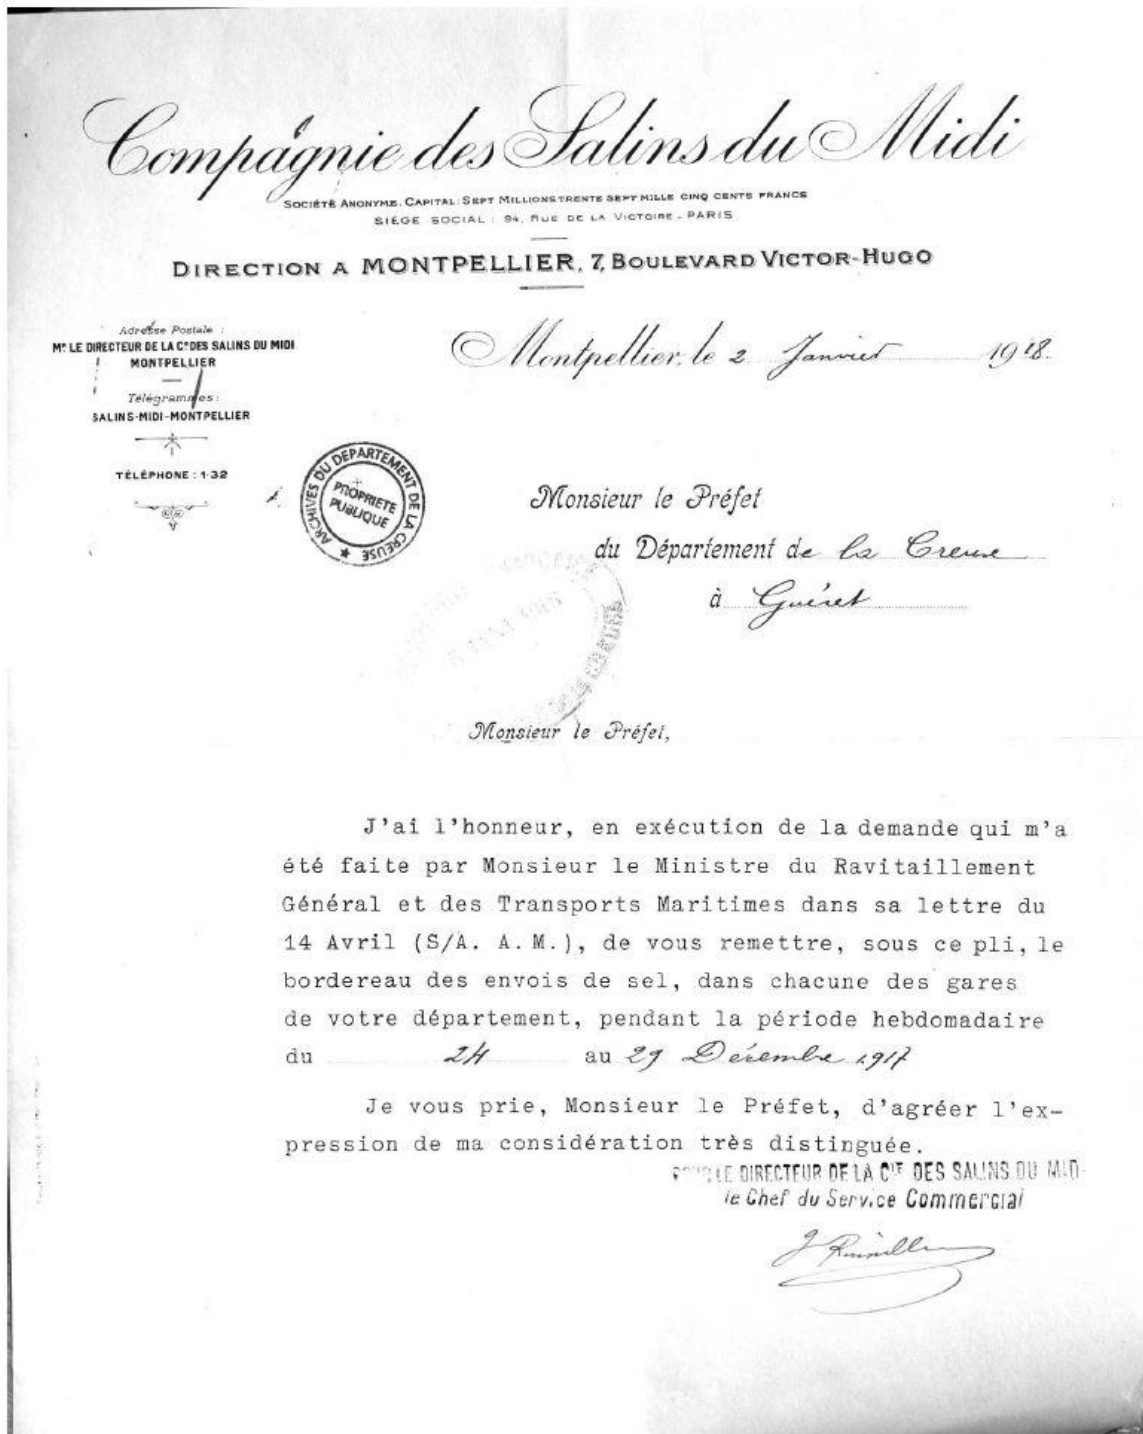 Compagnie des Salins du Midi
SOCIÉTÉ ANONYME. CAPITAL: SEPT MILLIONS TRENTE SEPT MILLE CINQ CENTS FRANCS
SIÈGE SOCIAL : 94, RUE DE LA VICTOIRE - PARIS
DIRECTION A MONTPELLIER, 7, BOULEVARD VICTOR-HUGO
Adresse Postale :
Mr LE DIRECTEUR DE LA Cie DES SALINS DU MIDI
MONTPELLIER
Télégrammes :
SALINS-MIDI-MONTPELLIER
TÉLÉPHONE : 1-32
Montpellier, le 2 Janvier 1918.
ARCHIVES DU DEPARTEMENT DE LA CREUSE
PROPRIETE
PUBLIQUE
Monsieur le Préfet
du Département de la Creuse
à Guéret
Monsieur le Préfet,
J'ai l'honneur, en exécution de la demande qui m'a
été faite par Monsieur le Ministre du Ravitaillement
Général et des Transports Maritimes dans sa lettre du
14 Avril (S/A. A. M.), de vous remettre, sous ce pli, le
bordereau des envois de sel, dans chacune des gares
de votre département, pendant la période hebdomadaire
du 24 au 29 Décembre 1917
Je vous prie, Monsieur le Préfet, d'agréer l'ex-
pression de ma considération très distinguée.
POUR LE DIRECTEUR DE LA Cie DES SALINS DU MIDI
le Chef du Service Commercial